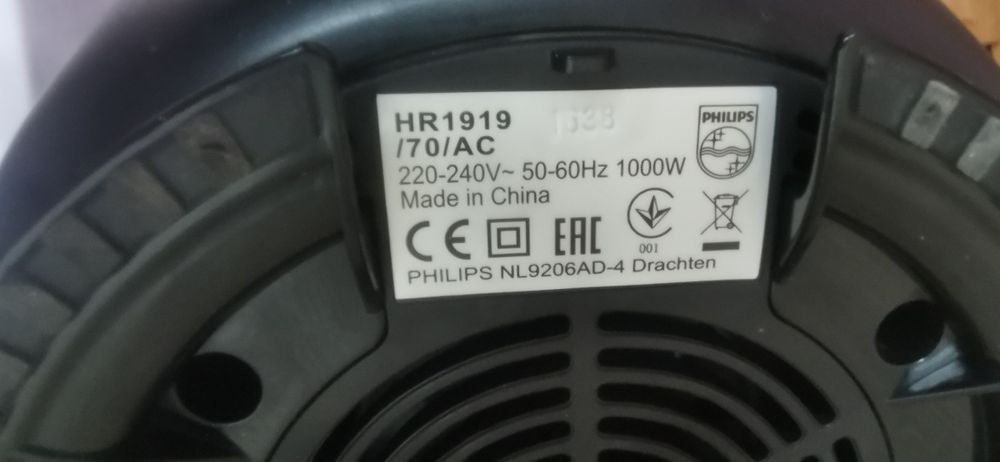 HR1919
/70/AC
220-240V~ 50-60Hz 1000W
Made in China
PHILIPS
CE
EAC
001
PHILIPS NL9206AD-4 Drachten